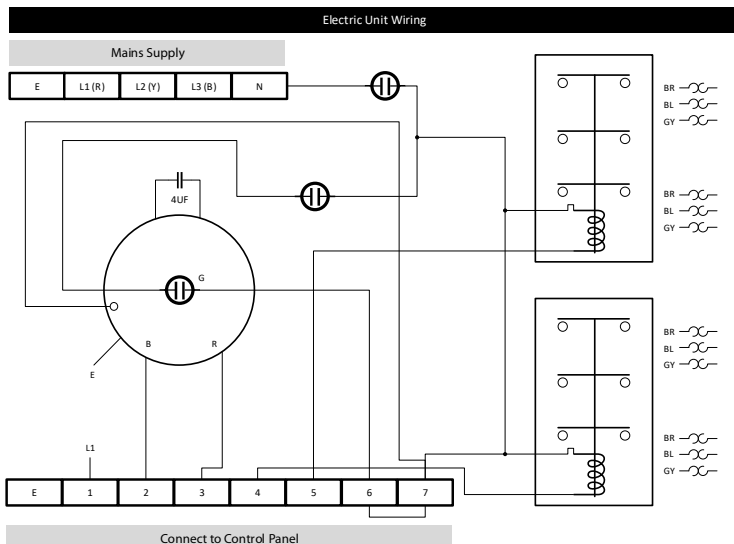 Electric Unit Wiring
Mains Supply
E L1 (R) L2 (Y) L3 (B) N
BR
BL
GY
4UF
BR
BL
GY
G
B R
E
BR
BL
GY
L1
BR
BL
GY
E 1 2 3 4 5 6 7
Connect to Control Panel